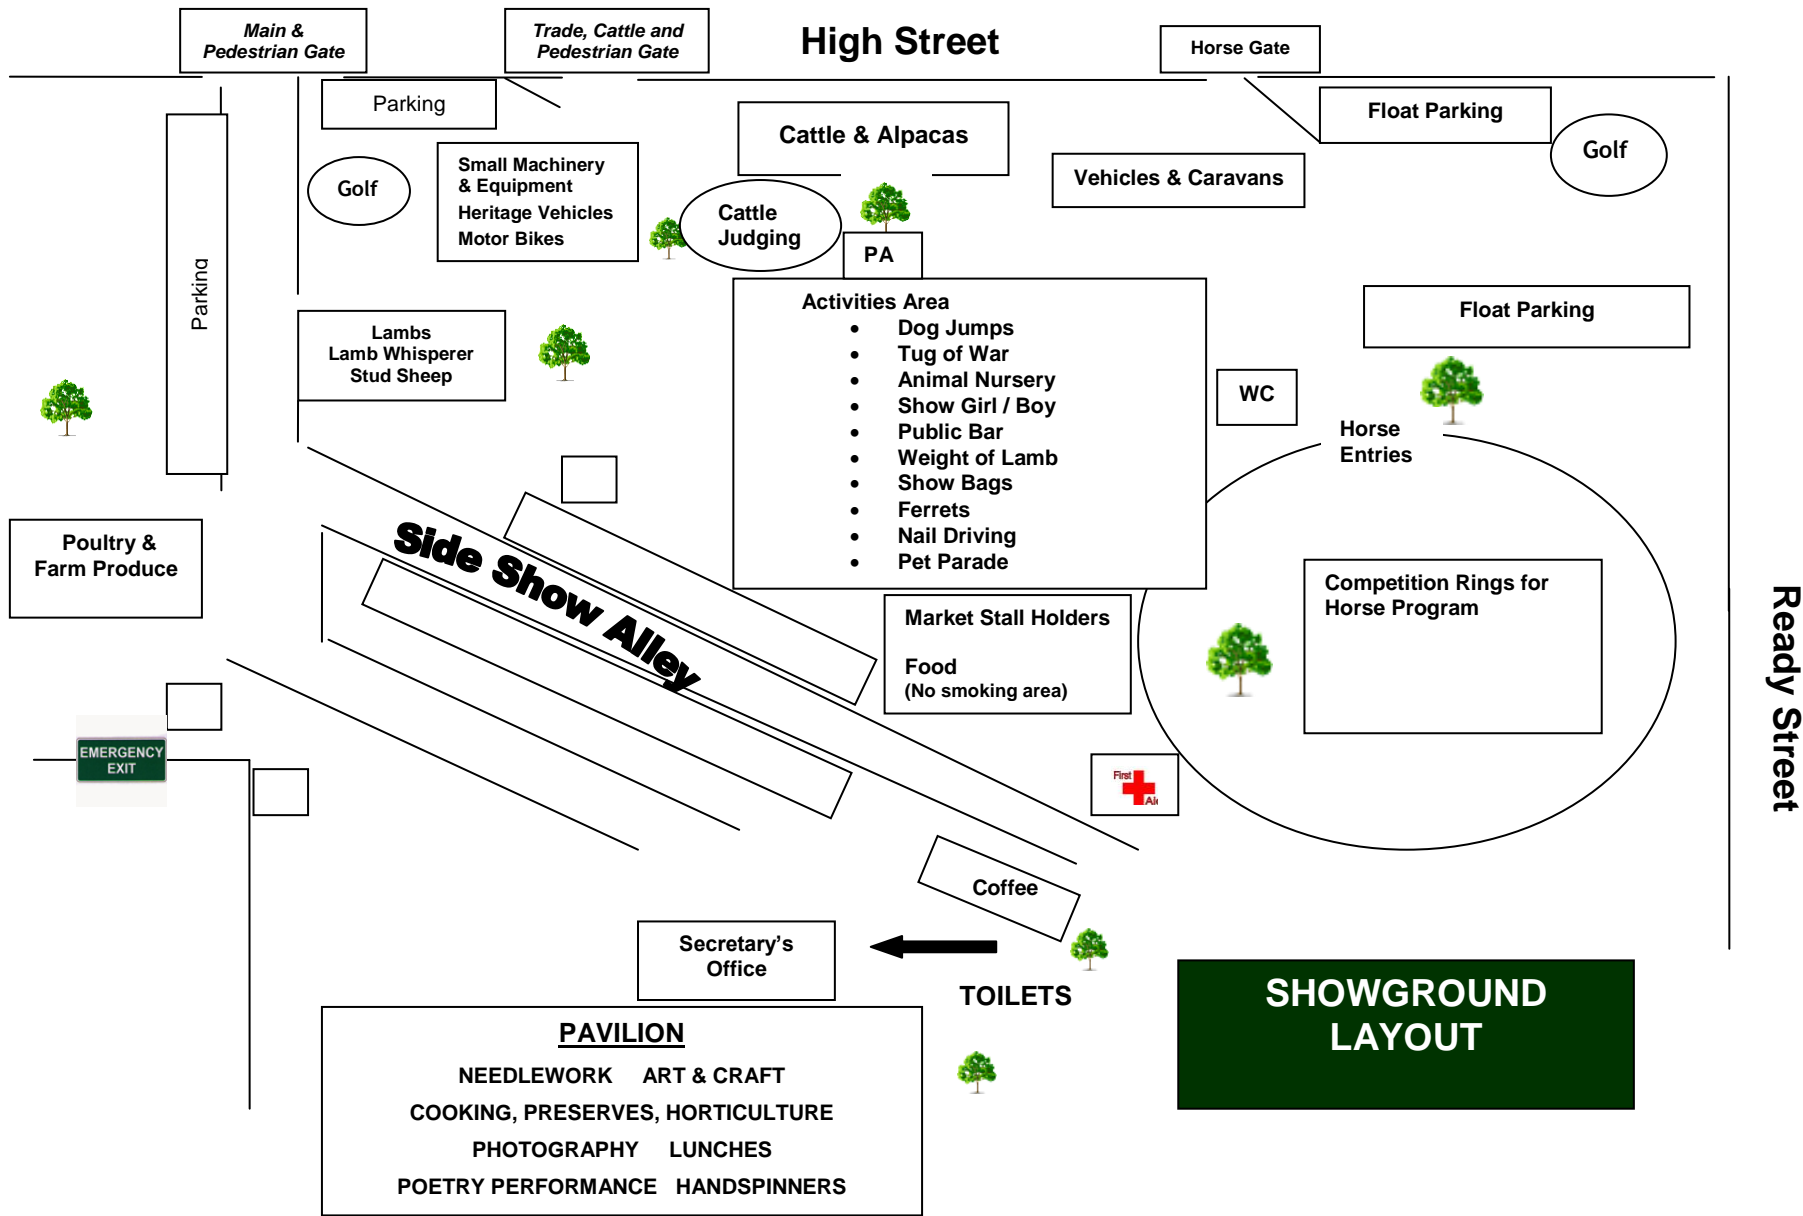 Main &
Pedestrian Gate
Trade, Cattle and
Pedestrian Gate
High Street
Horse Gate
Parking
Cattle & Alpacas
Float Parking
Golf
Golf
Small Machinery
& Equipment
Heritage Vehicles
Motor Bikes
Vehicles & Caravans
Cattle
Judging
PA
Parking
Activities Area
• Dog Jumps
• Tug of War
• Animal Nursery
• Show Girl / Boy
• Public Bar
• Weight of Lamb
• Show Bags
• Ferrets
• Nail Driving
• Pet Parade
Float Parking
Lambs
Lamb Whisperer
Stud Sheep
WC
Horse
Entries
Poultry &
Farm Produce
Side Show Alley
Competition Rings for
Horse Program
Market Stall Holders
Food
(No smoking area)
Ready Street
EMERGENCY
EXIT
First
Aid
Coffee
Secretary's
Office
TOILETS
SHOWGROUND
LAYOUT
PAVILION
NEEDLEWORK ART & CRAFT
COOKING, PRESERVES, HORTICULTURE
PHOTOGRAPHY LUNCHES
POETRY PERFORMANCE HANDSPINNERS